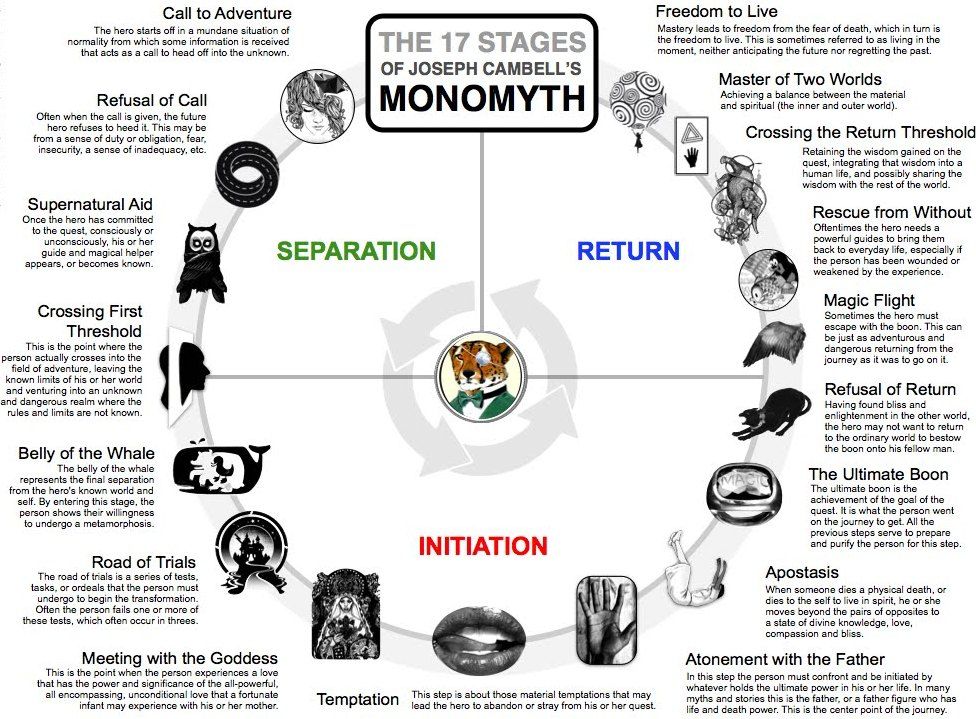 THE 17 STAGES
OF JOSEPH CAMBELL'S
MONOMYTH
Call to Adventure
The hero starts off in a mundane situation of
normality from which some information is received
that acts as a call to head off into the unknown.
Refusal of Call
Often when the call is given, the future
hero refuses to heed it. This may be
from a sense of duty or obligation, fear,
insecurity, a sense of inadequacy, etc.
Supernatural Aid
Once the hero has committed
to the quest, consciously or
unconsciously, his or her
guide and magical helper
appears, or becomes known.
Crossing First
Threshold
This is the point where the
person actually crosses into the
field of adventure, leaving the
known limits of his or her world
and venturing into an unknown
and dangerous realm where the
rules and limits are not known.
Belly of the Whale
The belly of the whale
represents the final separation
from the hero's known world and
self. By entering this stage, the
person shows their willingness
to undergo a metamorphosis.
Road of Trials
The road of trials is a series of tests,
tasks, or ordeals that the person must
undergo to begin the transformation.
Often the person fails one or more of
these tests, which often occur in threes.
Meeting with the Goddess
This is the point when the person experiences a love
that has the power and significance of the all-powerful,
all encompassing, unconditional love that a fortunate
infant may experience with his or her mother.
Temptation
This step is about those material temptations that may
lead the hero to abandon or stray from his or her quest.
Atonement with the Father
In this step the person must confront and be initiated by
whatever holds the ultimate power in his or her life. In many
myths and stories this is the father, or a father figure who has
life and death power. This is the center point of the journey.
Apostasis
When someone dies a physical death, or
dies to the self to live in spirit, he or she
moves beyond the pairs of opposites to
a state of divine knowledge, love,
compassion and bliss.
The Ultimate Boon
The ultimate boon is the
achievement of the goal of the
quest. It is what the person went
on the journey to get. All the
previous steps serve to prepare
and purify the person for this step.
MAGIC
Refusal of Return
Having found bliss and
enlightenment in the other world,
the hero may not want to return
to the ordinary world to bestow
the boon onto his fellow man.
Magic Flight
Sometimes the hero must
escape with the boon. This can
be just as adventurous and
dangerous returning from the
journey as it was to go on it.
Rescue from Without
Oftentimes the hero needs a
powerful guides to bring them
back to everyday life, especially if
the person has been wounded or
weakened by the experience.
Crossing the Return Threshold
Retaining the wisdom gained on the
quest, integrating that wisdom into a
human life, and possibly sharing the
wisdom with the rest of the world.
Master of Two Worlds
Achieving a balance between the material
and spiritual (the inner and outer world).
Freedom to Live
Mastery leads to freedom from the fear of death, which in turn is
the freedom to live. This is sometimes referred to as living in the
moment, neither anticipating the future nor regretting the past.
SEPARATION
RETURN
INITIATION